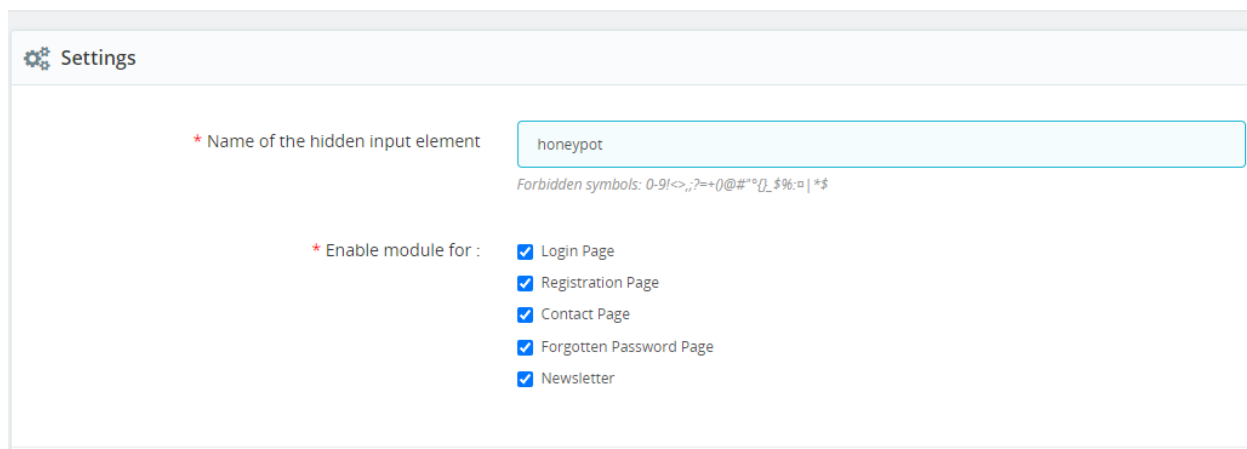 Settings
* Name of the hidden input element
honeypot
Forbidden symbols: 0-9!<>,;?=+()@#"°{}_$%:¤|*$
* Enable module for :
Login Page
Registration Page
Contact Page
Forgotten Password Page
Newsletter